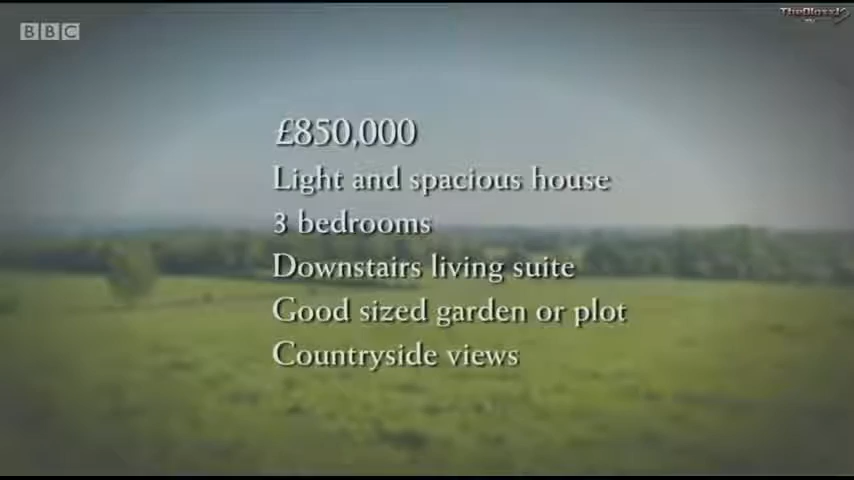 BBC
£850,000
Light and spacious house
3 bedrooms
Downstairs living suite
Good sized garden or plot
Countryside views